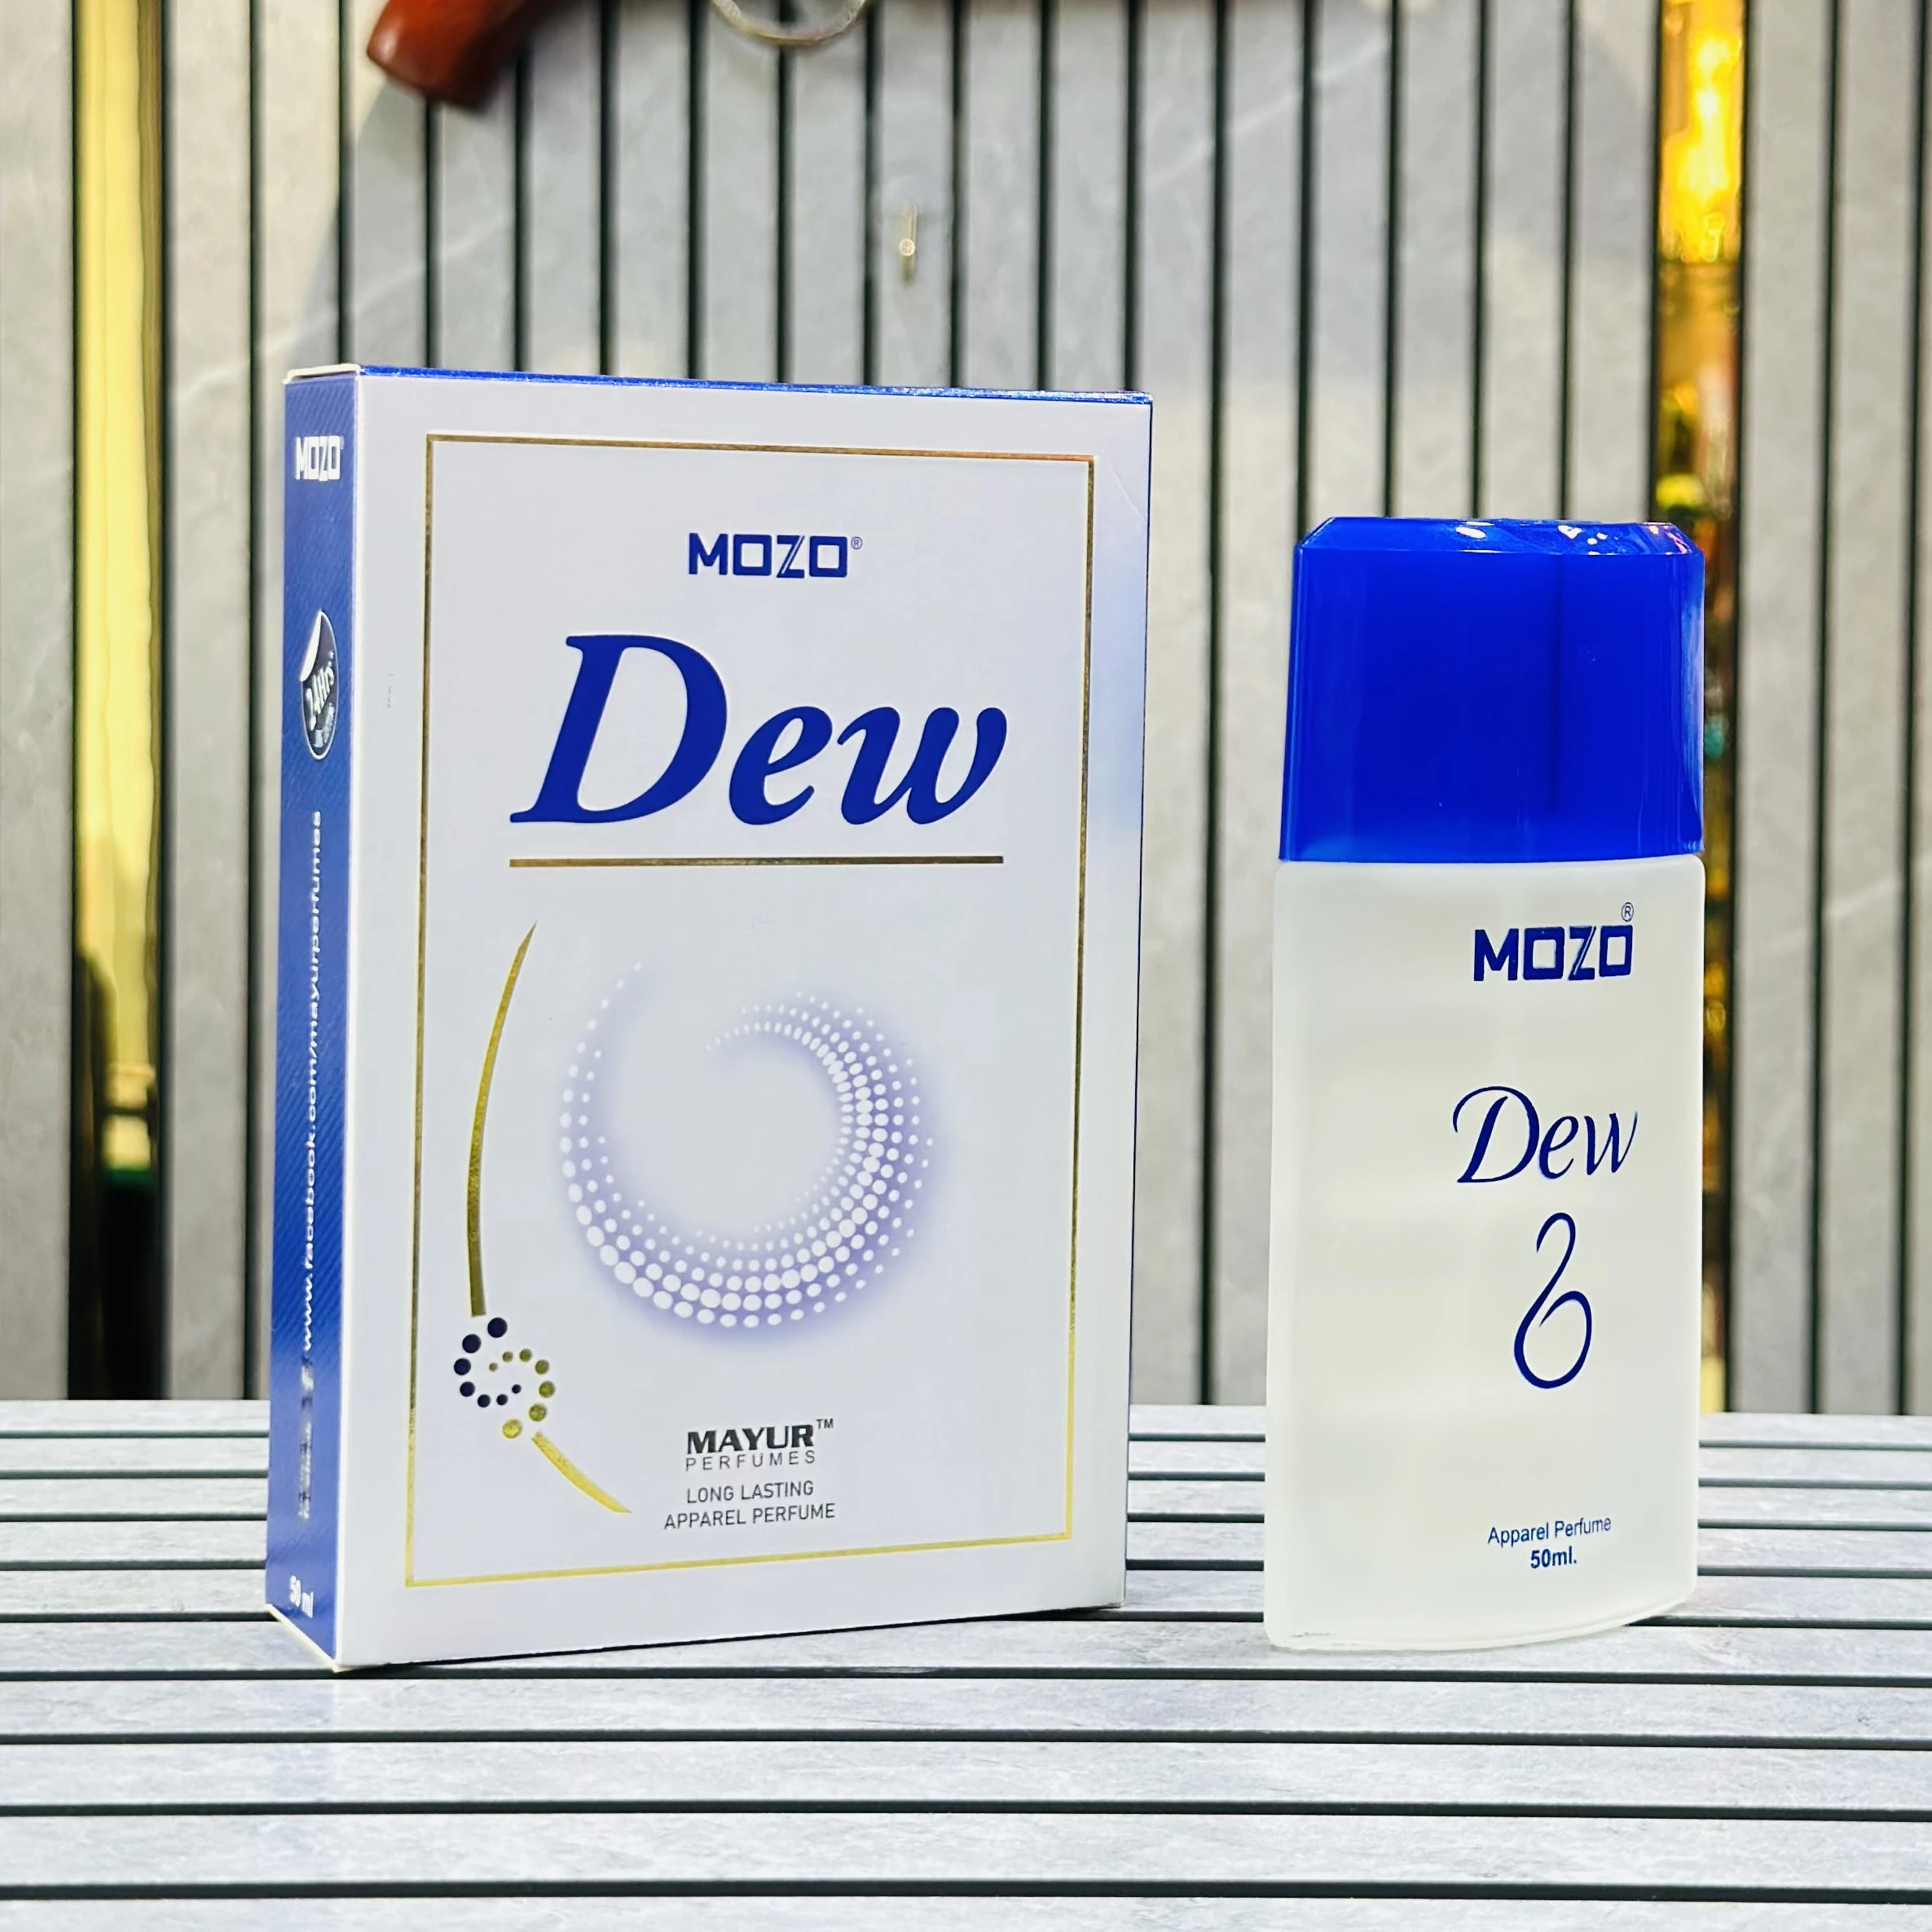 MOZO®
24Hrs
www.facebook.com/mayurperfumes
50 ml
MOZO®
Dew
MAYUR™
PERFUMES
LONG LASTING
APPAREL PERFUME
MOZO®
Dew
Apparel Perfume
50ml.